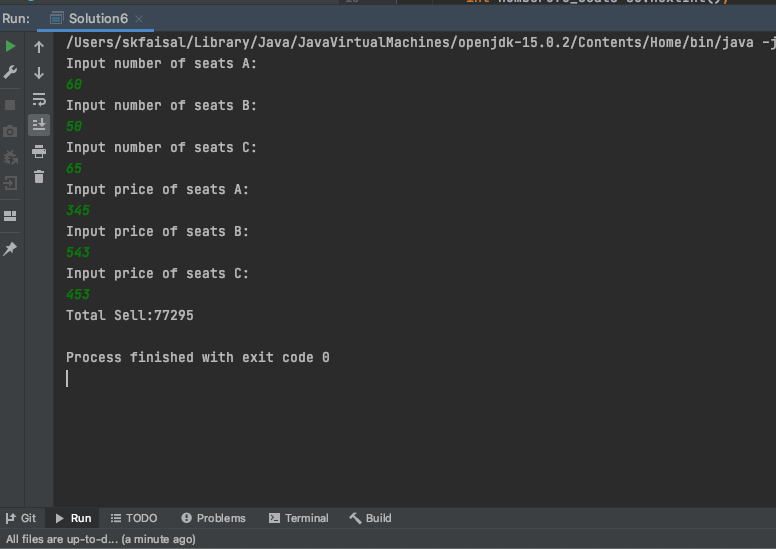 Run: Solution6
/Users/skfaisal/Library/Java/JavaVirtualMachines/openjdk-15.0.2/Contents/Home/bin/java -j
Input number of seats A:
60
Input number of seats B:
50
Input number of seats C:
65
Input price of seats A:
345
Input price of seats B:
543
Input price of seats C:
453
Total Sell:77295
Process finished with exit code 0
Git Run TODO Problems Terminal Build
All files are up-to-d... (a minute ago)